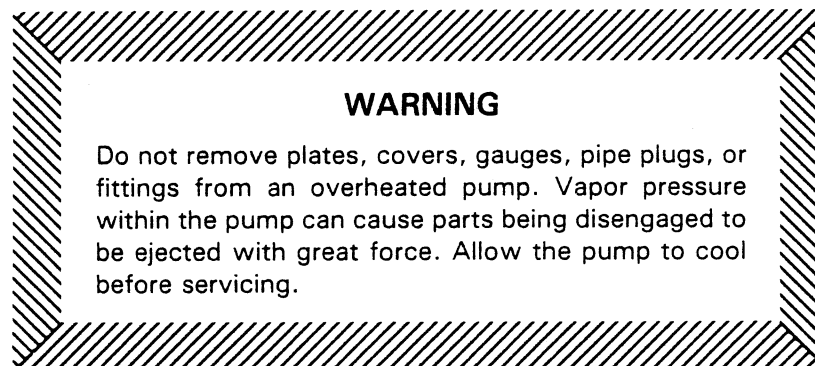 WARNING
Do not remove plates, covers, gauges, pipe plugs, or
fittings from an overheated pump. Vapor pressure
within the pump can cause parts being disengaged to
be ejected with great force. Allow the pump to cool
before servicing.